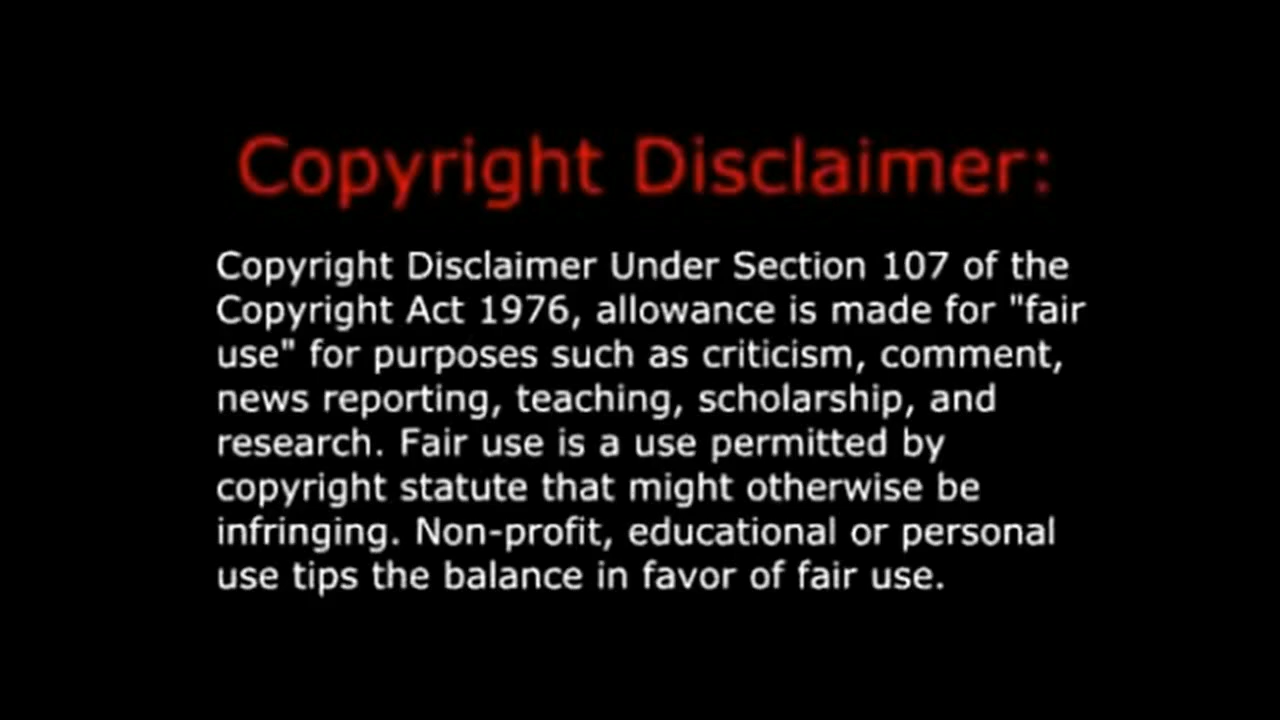 Copyright Disclaimer:
Copyright Disclaimer Under Section 107 of the
Copyright Act 1976, allowance is made for "fair
use" for purposes such as criticism, comment,
news reporting, teaching, scholarship, and
research. Fair use is a use permitted by
copyright statute that might otherwise be
infringing. Non-profit, educational or personal
use tips the balance in favor of fair use.